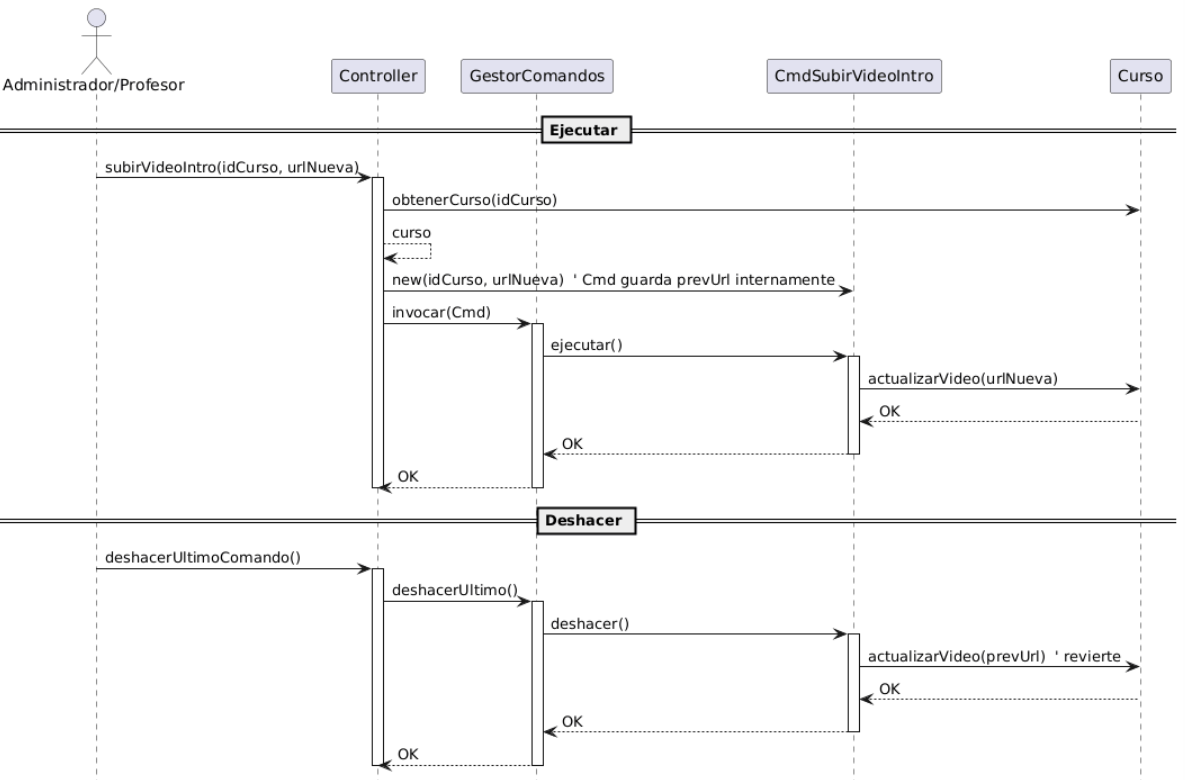 Administrador/Profesor
Controller
GestorComandos
CmdSubirVideoIntro
Curso
Ejecutar
subirVideoIntro(idCurso, urlNueva)
obtenerCurso(idCurso)
curso
new(idCurso, urlNueva) ' Cmd guarda prevUrl internamente
invocar(Cmd)
ejecutar()
actualizarVideo(urlNueva)
OK
OK
OK
Deshacer
deshacerUltimoComando()
deshacerUltimo()
deshacer()
actualizarVideo(prevUrl) ' revierte
OK
OK
OK